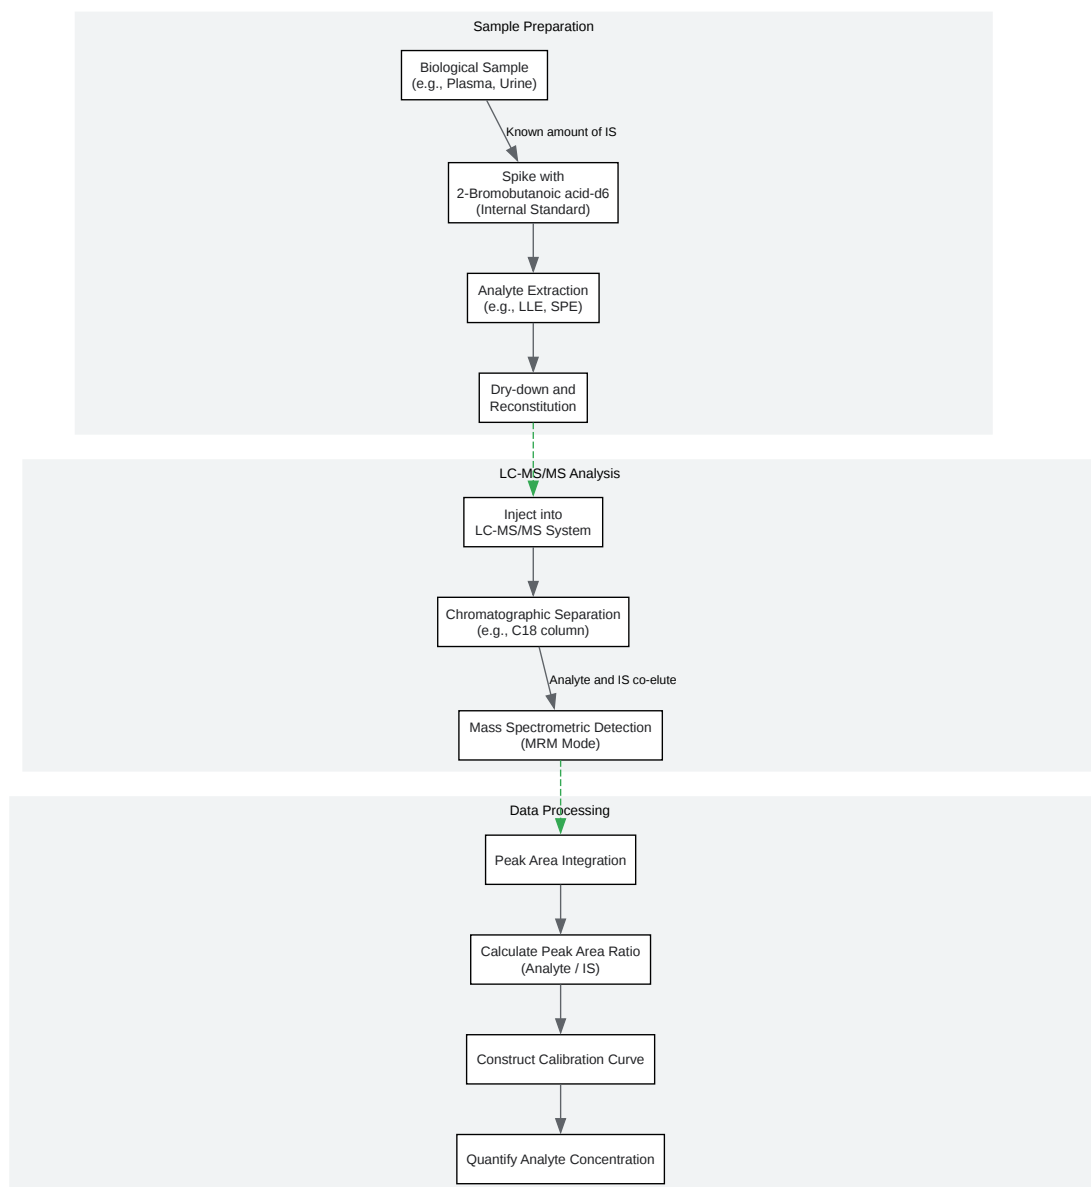 Sample Preparation
Biological Sample
(e.g., Plasma, Urine)
Known amount of IS
Spike with
2-Bromobutanoic acid-d6
(Internal Standard)
Analyte Extraction
(e.g., LLE, SPE)
Dry-down and
Reconstitution
LC-MS/MS Analysis
Inject into
LC-MS/MS System
Chromatographic Separation
(e.g., C18 column)
Analyte and IS co-elute
Mass Spectrometric Detection
(MRM Mode)
Data Processing
Peak Area Integration
Calculate Peak Area Ratio
(Analyte / IS)
Construct Calibration Curve
Quantify Analyte Concentration